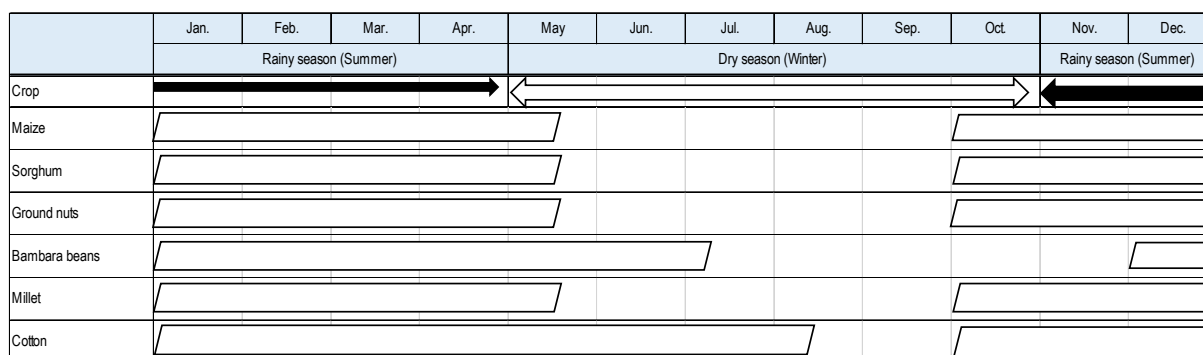 Jan. Feb. Mar. Apr. May Jun. Jul. Aug. Sep. Oct. Nov. Dec.
Rainy season (Summer) Dry season (Winter) Rainy season (Summer)
Crop
Maize
Sorghum
Ground nuts
Bambara beans
Millet
Cotton